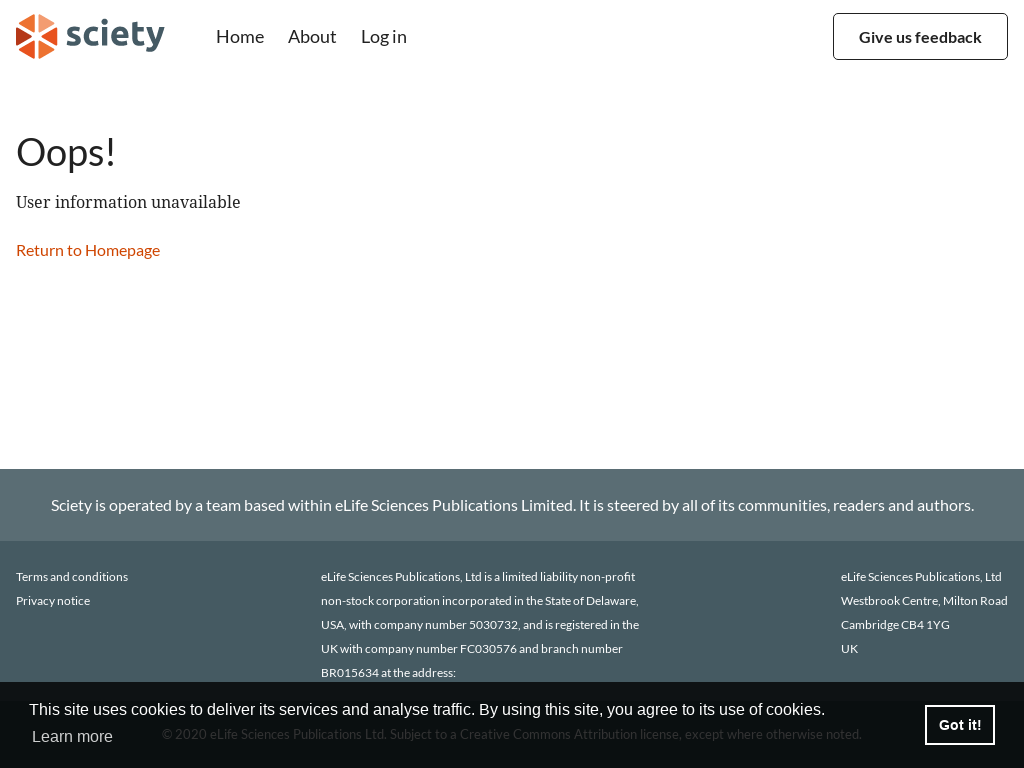 sciety
Home About Log in
Give us feedback
Oops!
User information unavailable
Return to Homepage
Sciety is operated by a team based within eLife Sciences Publications Limited. It is steered by all of its communities, readers and authors.
Terms and conditions
Privacy notice
eLife Sciences Publications, Ltd is a limited liability non-profit
non-stock corporation incorporated in the State of Delaware,
USA, with company number 5030732, and is registered in the
UK with company number FC030576 and branch number
BR015634 at the address:
eLife Sciences Publications, Ltd
Westbrook Centre, Milton Road
Cambridge CB4 1YG
UK
This site uses cookies to deliver its services and analyse traffic. By using this site, you agree to its use of cookies.
Learn more
Got it!
© 2020 eLife Sciences Publications Ltd. Subject to a Creative Commons Attribution license, except where otherwise noted.